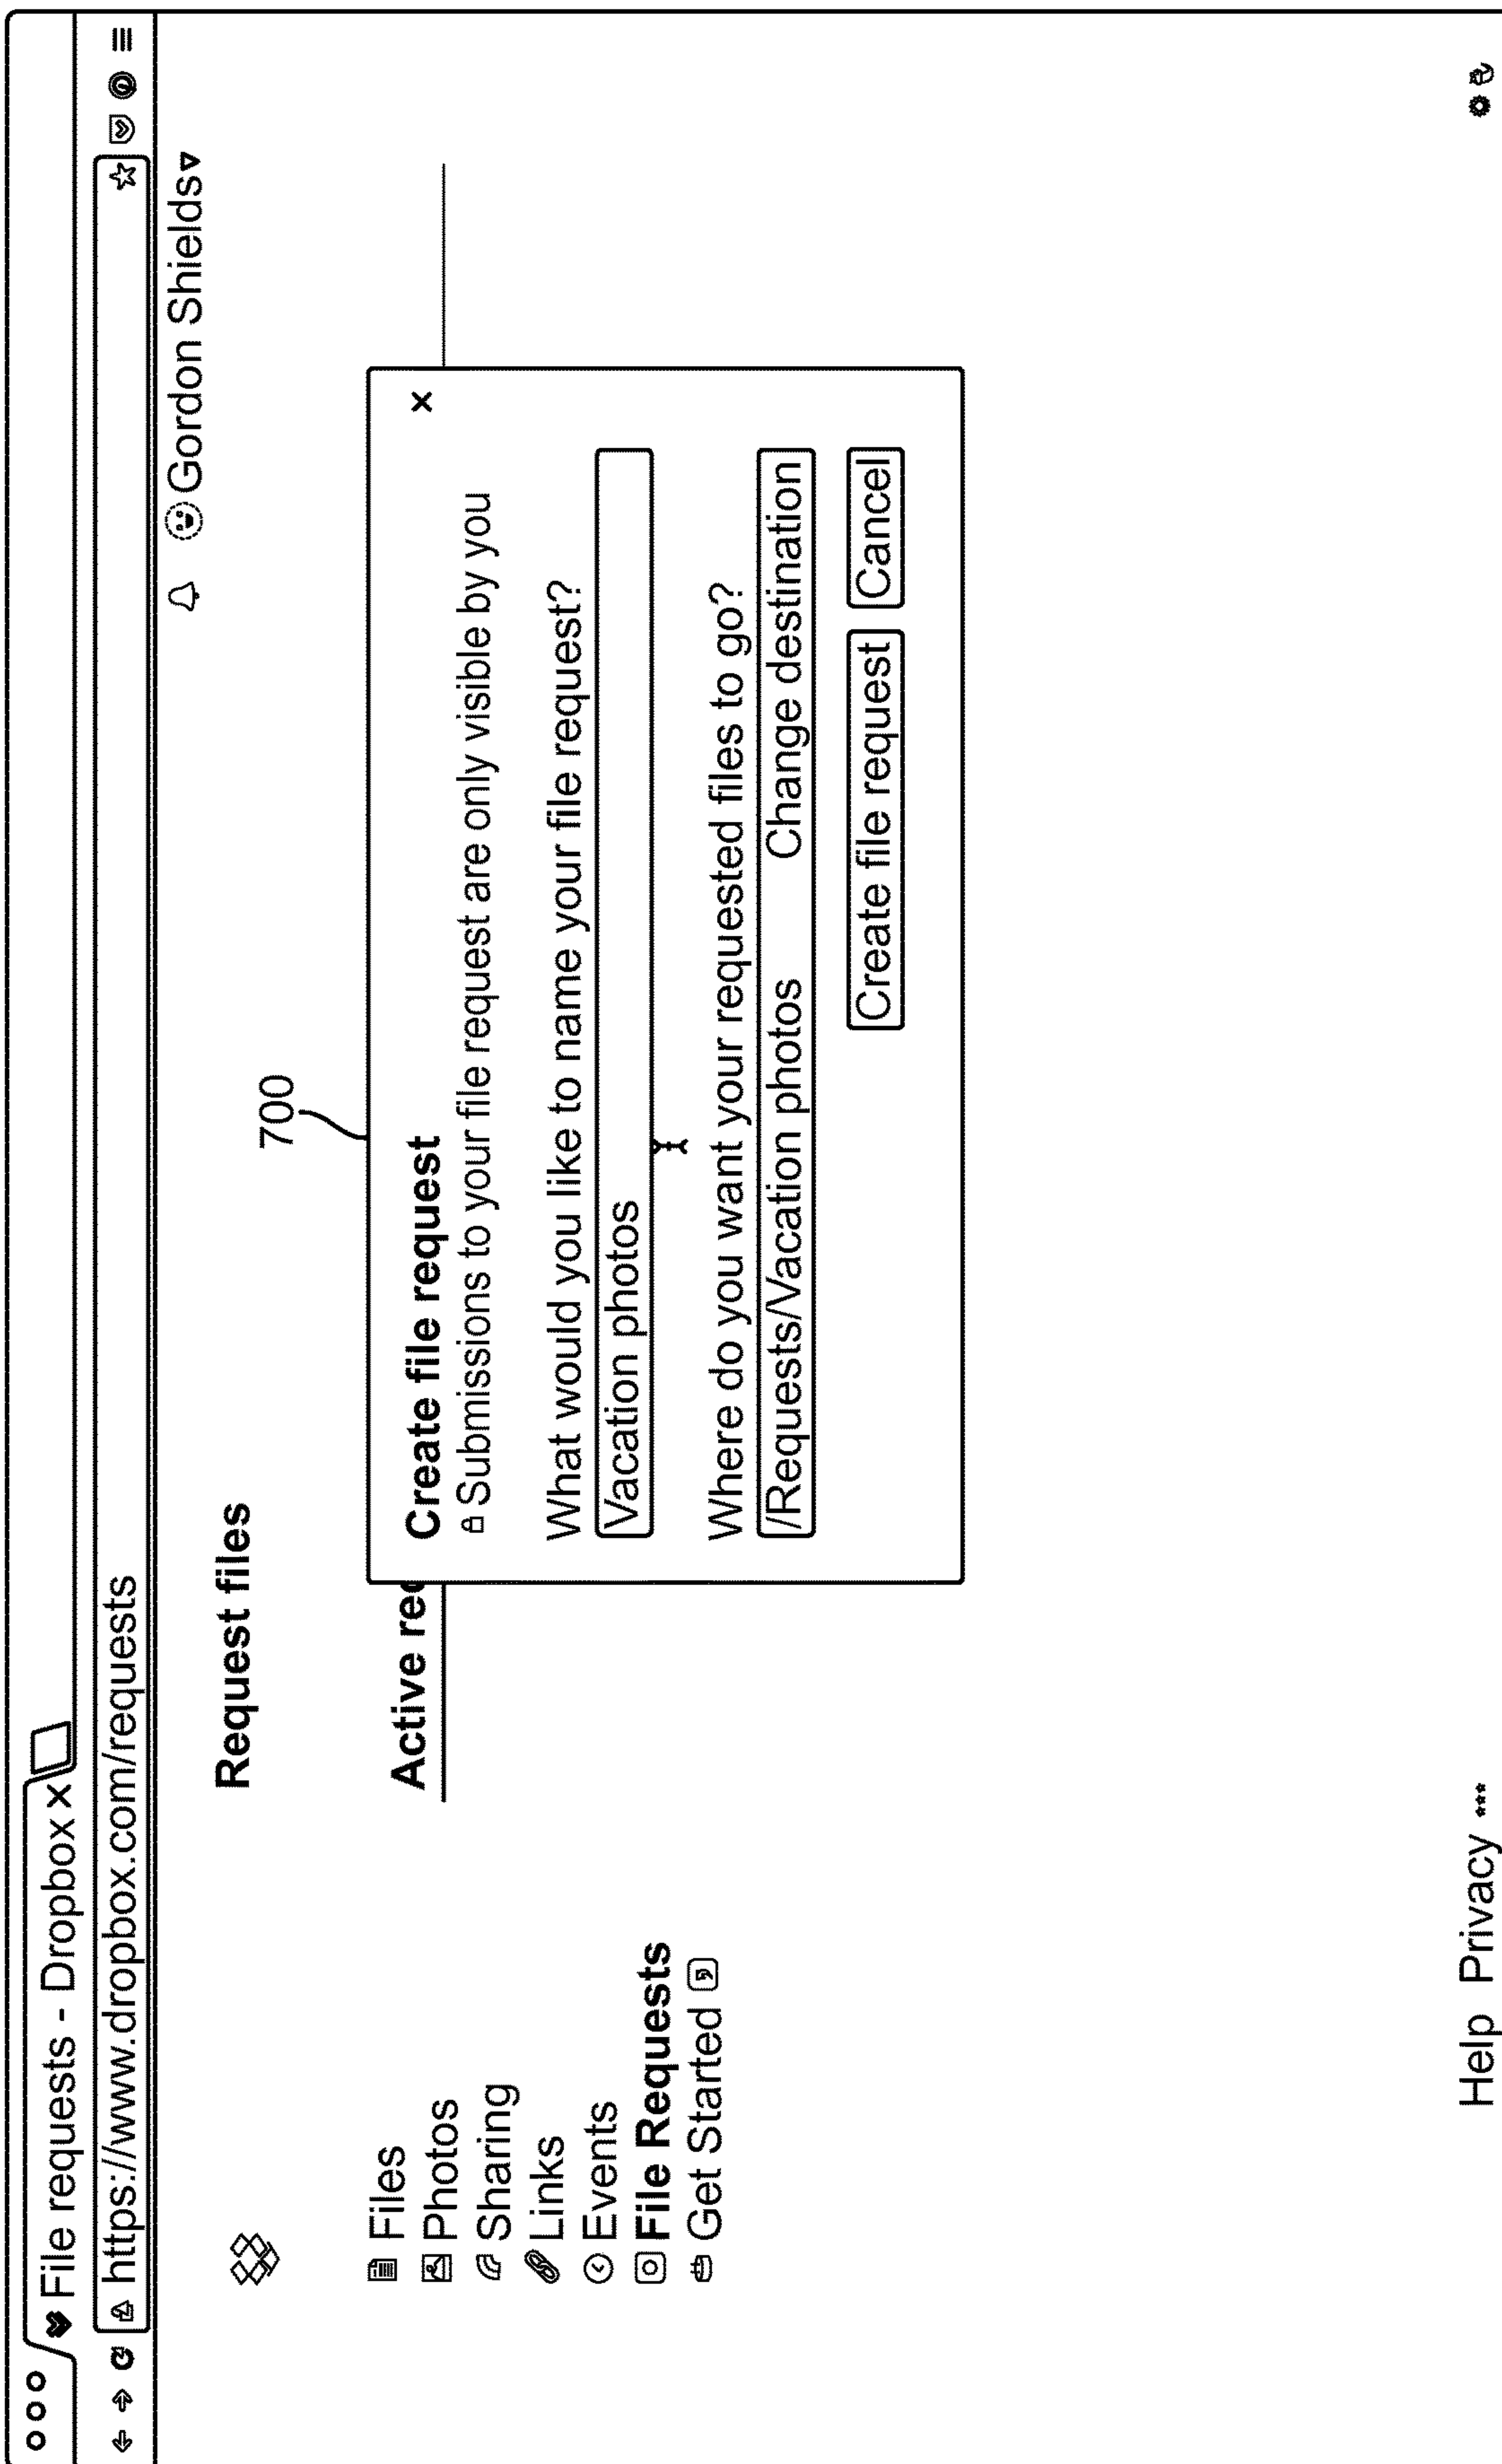 File requests - Dropbox x
https://www.dropbox.com/requests
Gordon Shields
Request files
700
Files
Photos
Sharing
Links
Events
File Requests
Get Started
Active req
Create file request
x
Submissions to your file request are only visible by you
What would you like to name your file request?
Vacation photos
Where do you want your requested files to go?
/Requests/Vacation photos Change destination
Create file request Cancel
Help Privacy